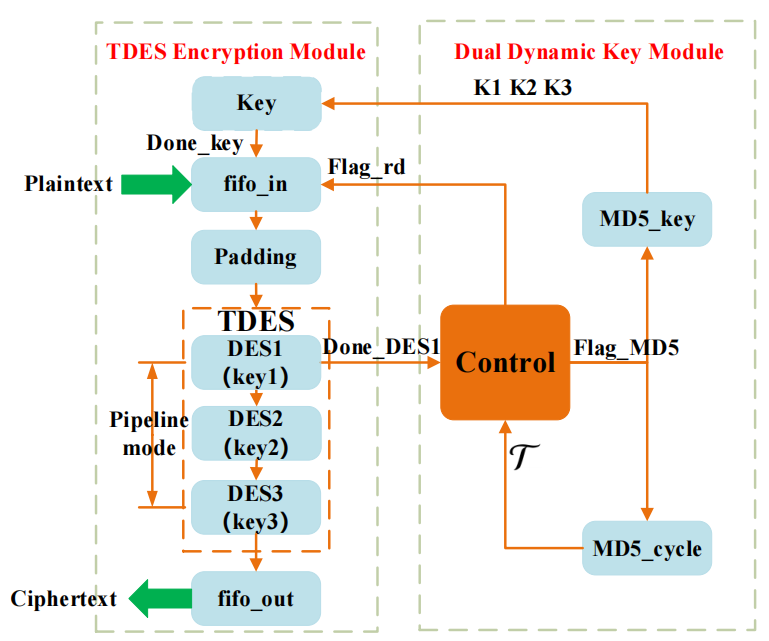 TDES Encryption Module
Dual Dynamic Key Module
K1 K2 K3
Key
Done_key
Flag_rd
Plaintext
fifo_in
MD5_key
Padding
TDES
DES1
(key1)
Done_DES1
Control
Flag_MD5
Pipeline
mode
DES2
(key2)
𝒯
DES3
(key3)
MD5_cycle
Ciphertext
fifo_out